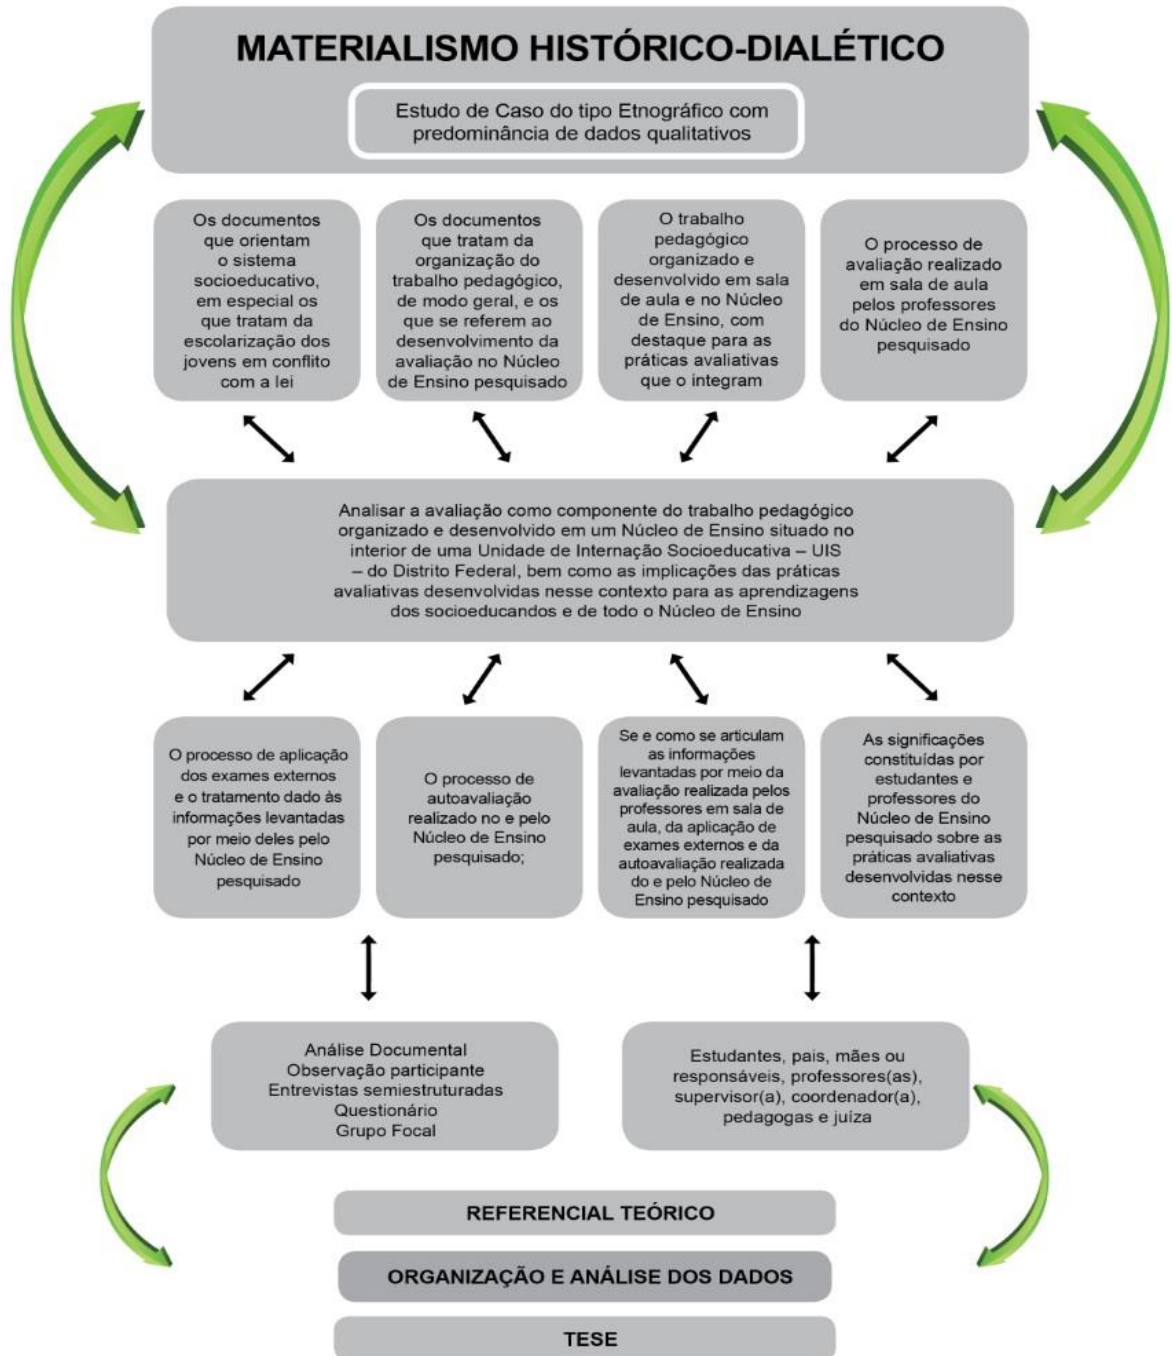 MATERIALISMO HISTÓRICO-DIALÉTICO
Estudo de Caso do tipo Etnográfico com
predominância de dados qualitativos
Os documentos
que orientam
o sistema
socioeducativo,
em especial os
que tratam da
escolarização dos
jovens em conflito
com a lei
Os documentos
que tratam da
organização do
trabalho pedagógico,
de modo geral, e os
que se referem ao
desenvolvimento da
avaliação no Núcleo
de Ensino pesquisado
O trabalho
pedagógico
organizado e
desenvolvido em sala
de aula e no Núcleo
de Ensino, com
destaque para as
práticas avaliativas
que o integram
O processo de
avaliação realizado
em sala de aula
pelos professores
do Núcleo de Ensino
pesquisado
Analisar a avaliação como componente do trabalho pedagógico
organizado e desenvolvido em um Núcleo de Ensino situado no
interior de uma Unidade de Internação Socioeducativa – UIS
– do Distrito Federal, bem como as implicações das práticas
avaliativas desenvolvidas nesse contexto para as aprendizagens
dos socioeducandos e de todo o Núcleo de Ensino
O processo de aplicação
dos exames externos
e o tratamento dado às
informações levantadas
por meio deles pelo
Núcleo de Ensino
pesquisado
O processo de
autoavaliação
realizado no e pelo
Núcleo de Ensino
pesquisado;
Se e como se articulam
as informações
levantadas por meio da
avaliação realizada pelos
professores em sala de
aula, da aplicação de
exames externos e da
autoavaliação realizada
do e pelo Núcleo de
Ensino pesquisado
As significações
constituídas por
estudantes e
professores do
Núcleo de Ensino
pesquisado sobre as
práticas avaliativas
desenvolvidas nesse
contexto
Análise Documental
Observação participante
Entrevistas semiestruturadas
Questionário
Grupo Focal
Estudantes, pais, mães ou
responsáveis, professores(as),
supervisor(a), coordenador(a),
pedagogas e juíza
REFERENCIAL TEÓRICO
ORGANIZAÇÃO E ANÁLISE DOS DADOS
TESE